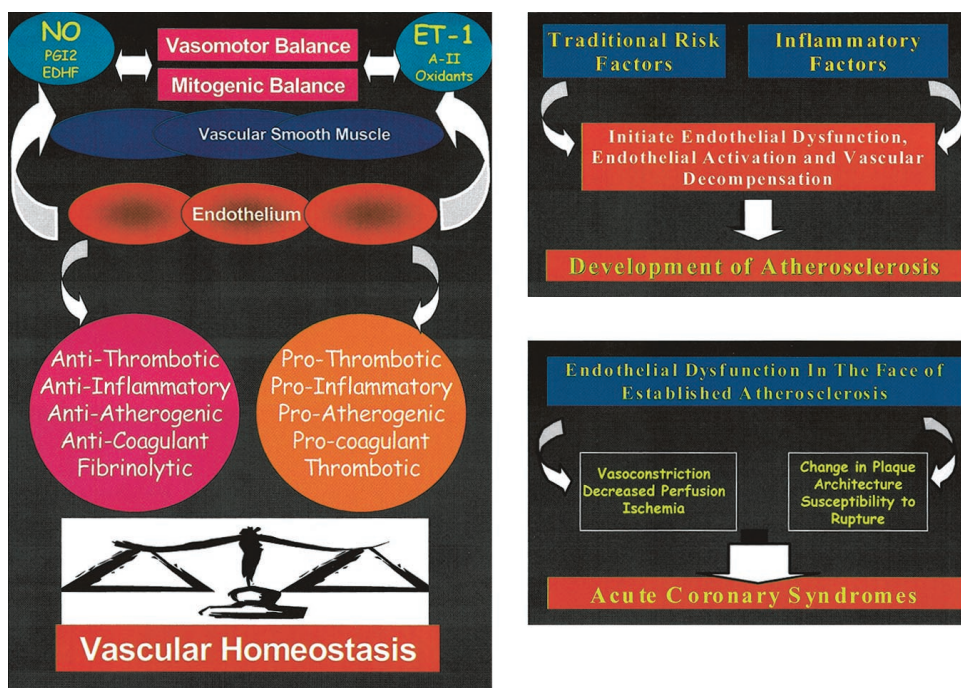 NO
PGI2
EDHF
Vasomotor Balance
Mitogenic Balance
ET-1
A-II
Oxidants
Vascular Smooth Muscle
Endothelium
Anti-Thrombotic
Anti-Inflammatory
Anti-Atherogenic
Anti-Coagulant
Fibrinolytic
Pro-Thrombotic
Pro-Inflammatory
Pro-Atherogenic
Pro-coagulant
Thrombotic
Vascular Homeostasis
Traditional Risk
Factors
Inflammatory
Factors
Initiate Endothelial Dysfunction,
Endothelial Activation and Vascular
Decompensation
Development of Atherosclerosis
Endothelial Dysfunction In The Face of
Established Atherosclerosis
Vasoconstriction
Decreased Perfusion
Ischemia
Change in Plaque
Architecture
Susceptibility to
Rupture
Acute Coronary Syndromes